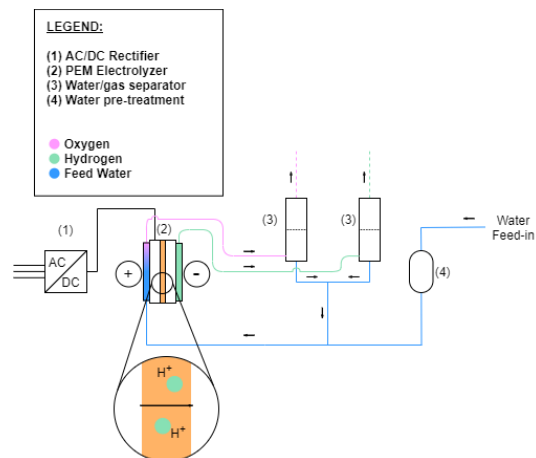 LEGEND:
(1) AC/DC Rectifier
(2) PEM Electrolyzer
(3) Water/gas separator
(4) Water pre-treatment
Oxygen
Hydrogen
Feed Water
(1)
(2)
(3)
(3)
Water
Feed-in
AC
DC
+
-
(4)
H+
H+